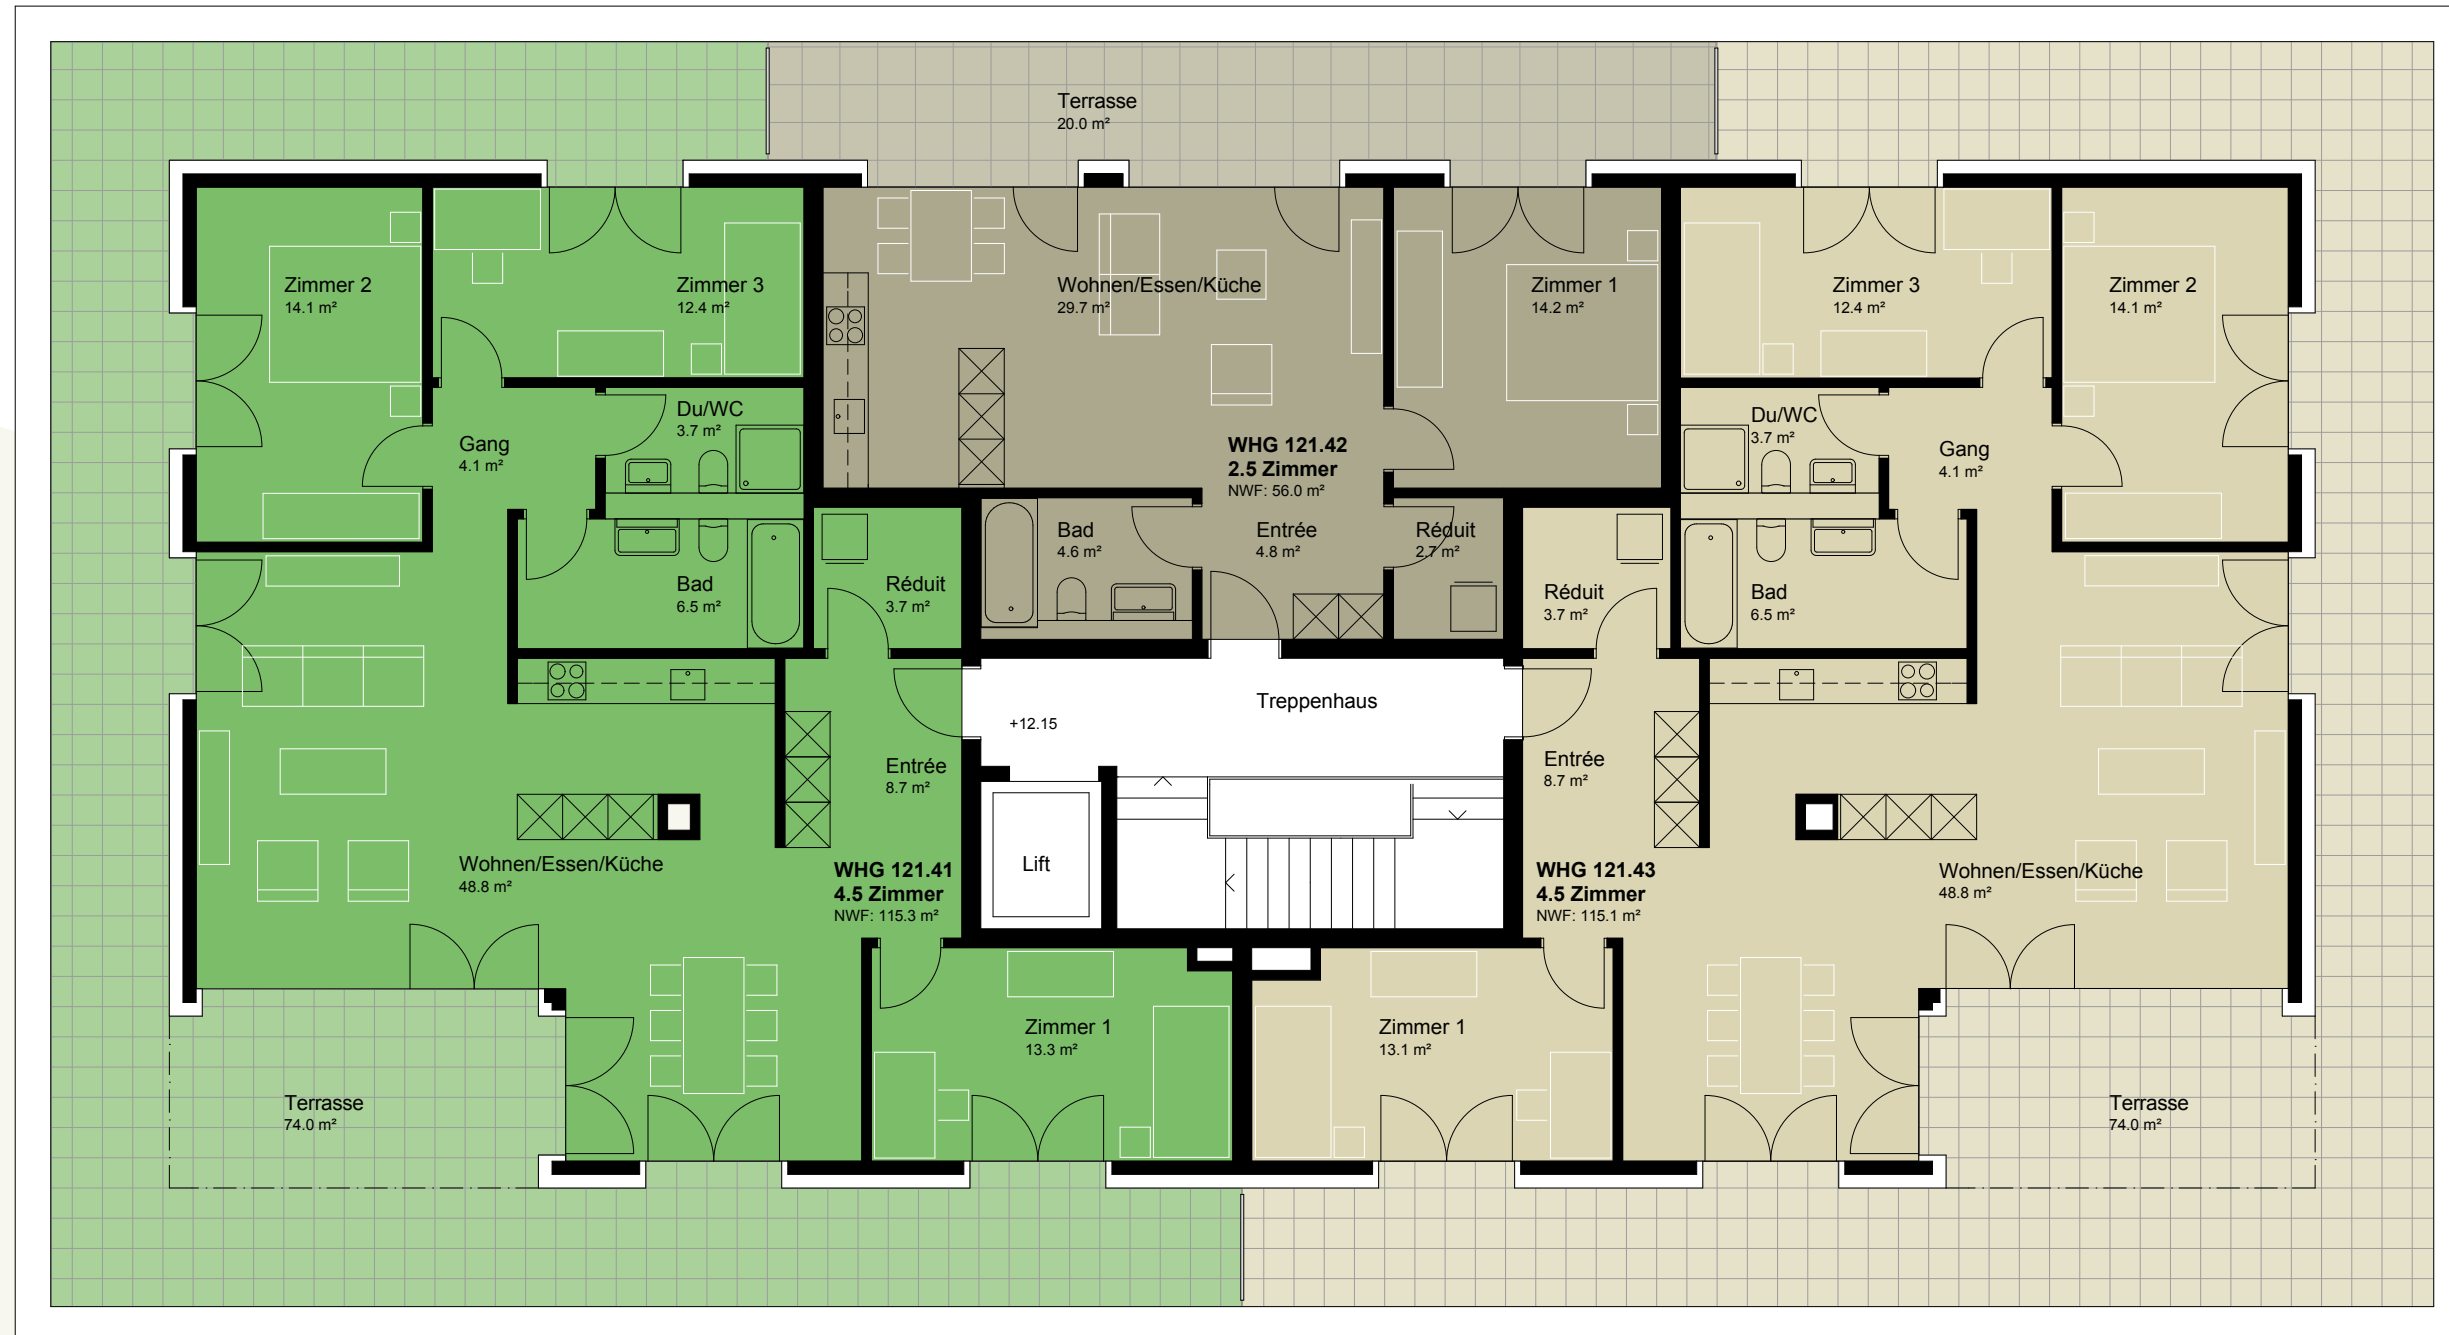 Terrasse
20.0 m²
Zimmer 2
14.1 m²
Zimmer 3
12.4 m²
Wohnen/Essen/Küche
29.7 m²
Zimmer 1
14.2 m²
Zimmer 3
12.4 m²
Zimmer 2
14.1 m²
Du/WC
3.7 m²
Gang
4.1 m²
WHG 121.42
2.5 Zimmer
NWF: 56.0 m²
Du/WC
3.7 m²
Gang
4.1 m²
Bad
4.6 m²
Entrée
4.8 m²
Réduit
2.7 m²
Bad
6.5 m²
Réduit
3.7 m²
Réduit
3.7 m²
Bad
6.5 m²
Treppenhaus
+12.15
Entrée
8.7 m²
Entrée
8.7 m²
Wohnen/Essen/Küche
48.8 m²
WHG 121.41
4.5 Zimmer
NWF: 115.3 m²
Lift
WHG 121.43
4.5 Zimmer
NWF: 115.1 m²
Wohnen/Essen/Küche
48.8 m²
Zimmer 1
13.3 m²
Zimmer 1
13.1 m²
Terrasse
74.0 m²
Terrasse
74.0 m²